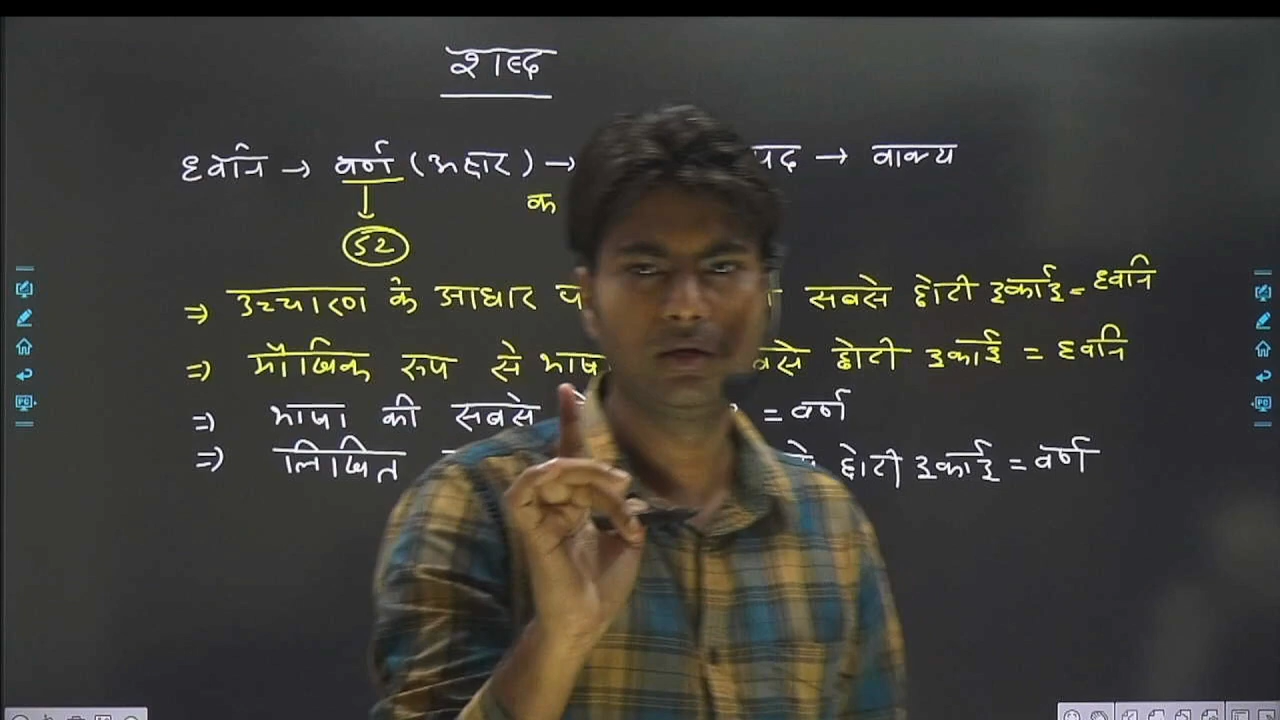 शब्द
ध्वनि → वर्ण (अक्षर) → पद → वाक्य
क
52
⇒ उच्चारण के आधार सबसे छोटी इकाई = ध्वनि
⇒ मौखिक रूप से भाषा छोटी इकाई = ध्वनि
⇒ भाषा की सबसे = वर्ण
⇒ लिखित छोटी इकाई = वर्ण